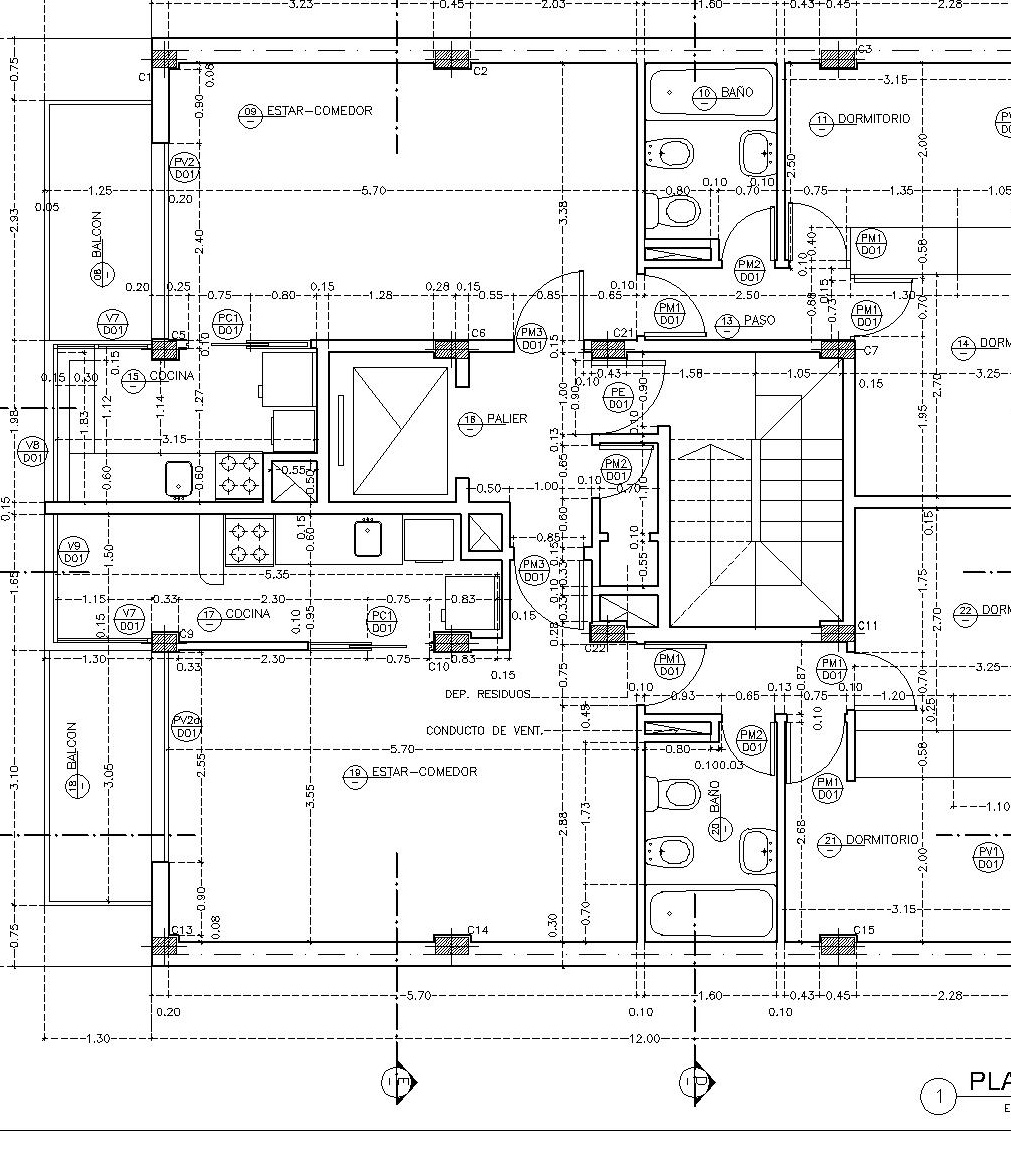 3.23 0.45 2.03 1.60 0.43 0.45 2.28
C1 C2 C3
0.75 0.08 3.15
0.90
09 ESTAR-COMEDOR
10 BAÑO
11 DORMITORIO
2.00
PV2 D01
2.50
1.25 5.70 0.80 0.10 0.70 0.10 0.75 1.35 1.05
0.05 0.20
2.93 3.38
08 BALCON
2.40
0.40 PM1 D01 0.58
PM2 D01 0.10
0.20 0.25 0.75 0.80 0.15 1.28 0.28 0.15 0.55 0.85 0.65 0.10 2.50 0.15 1.30
0.68 0.73 0.70
V7 D01 PC1 D01 PM3 D01 PM1 D01 13 PASO PM1 D01
C5 C6 C21 C7
0.10 0.15
14 DORM
0.15 0.30 0.15 15 COCINA
0.10 0.43 1.58 1.05 0.15 3.25
2.70
1.98 1.83 1.12 1.14 1.27
PE D01 0.90 1.00 0.90
16 PALIER
0.10 0.13
1.95
V8 D01
3.15
0.55 0.50
0.60 0.60
0.65 PM2 D01
0.50 1.00 0.10 0.70 1.00
0.15
0.15 0.60 0.60
0.85 0.10 0.15
V9 D01
1.50
1.65
5.35
PM3 D01 0.33 0.55
1.75
1.15 0.33 2.30 0.75 0.83 0.10 0.33
V7 D01 17 COCINA PC1 D01
0.15 0.10 0.95 0.15
22 DORM
2.70
C9 C10 C22 C11
0.28
1.30 0.33 2.30 0.75 0.83
0.15
0.75
PM1 D01 PM1 D01 0.87
3.25
0.70
DEP. RESIDUOS
0.10 0.93 0.65 0.13 0.75 0.10 1.20
0.45 0.10 0.25
PV2d D01
CONDUCTO DE VENT.
PM2 D01
5.70 0.80
0.10 0.03
0.58
18 BALCON
2.55
3.10 3.05
19 ESTAR-COMEDOR
3.55
PM1 D01
1.10
20 BAÑO
1.73 2.88 2.68
21 DORMITORIO
2.00
PV1 D01
0.90 0.08
0.30 0.70
3.15
C13 C14 C15
0.75
5.70 1.60 0.43 0.45 2.28
0.20 0.10 0.10
1.30 12.00
E D
1 PLA
E